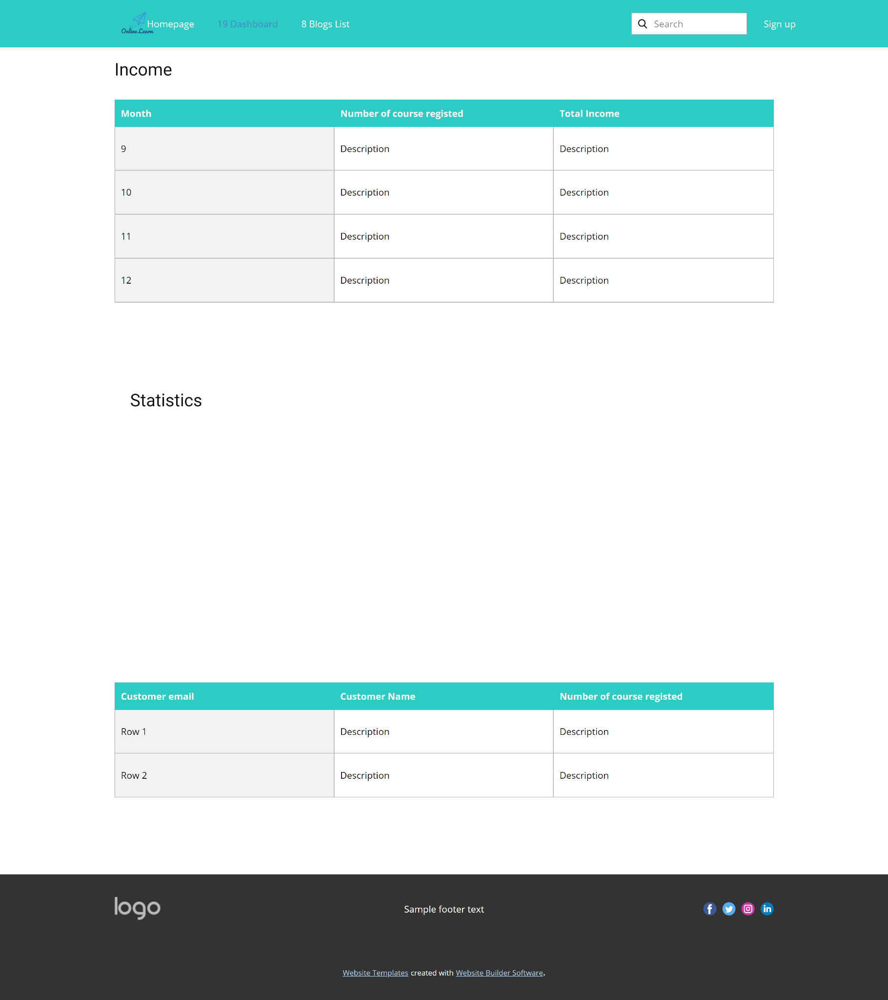 Online Learn
Homepage 19 Dashboard 8 Blogs List Search Sign up
Income
Month Number of course registed Total Income
9 Description Description
10 Description Description
11 Description Description
12 Description Description
Statistics
Customer email Customer Name Number of course registed
Row 1 Description Description
Row 2 Description Description
logo Sample footer text
Website Templates created with Website Builder Software.